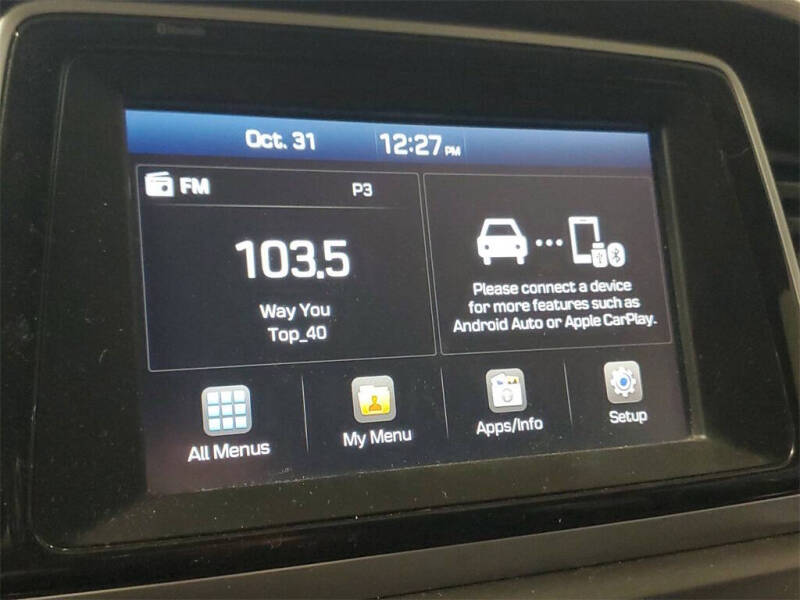 Oct. 31 12:27 PM
FM P3
103.5
Way You
Top_40
Please connect a device
for more features such as
Android Auto or Apple CarPlay.
All Menus
My Menu
Apps/Info
Setup